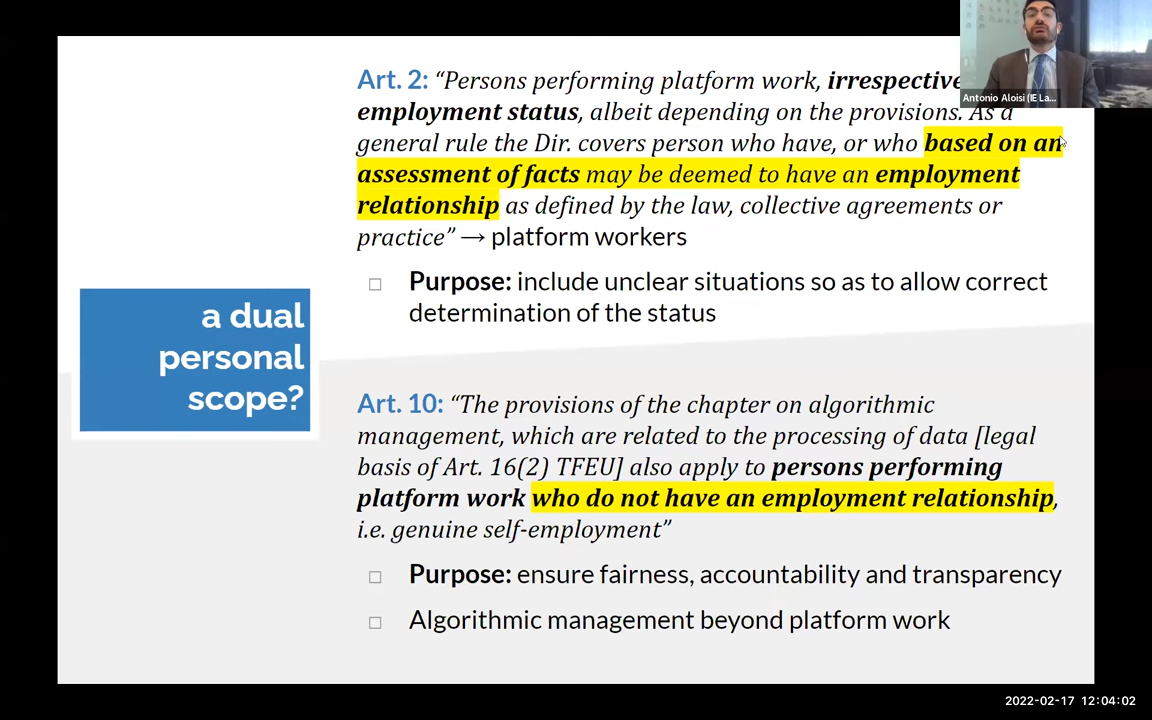 Art. 2: “Persons performing platform work, irrespective
employment status, albeit depending on the provisions. As a
general rule the Dir. covers person who have, or who based on an
assessment of facts may be deemed to have an employment
relationship as defined by the law, collective agreements or
practice” → platform workers
□ Purpose: include unclear situations so as to allow correct
determination of the status
a dual
personal
scope?
Art. 10: “The provisions of the chapter on algorithmic
management, which are related to the processing of data [legal
basis of Art. 16(2) TFEU] also apply to persons performing
platform work who do not have an employment relationship,
i.e. genuine self-employment”
□ Purpose: ensure fairness, accountability and transparency
□ Algorithmic management beyond platform work
Antonio Aloisi (IE La...
2022-02-17 12:04:02